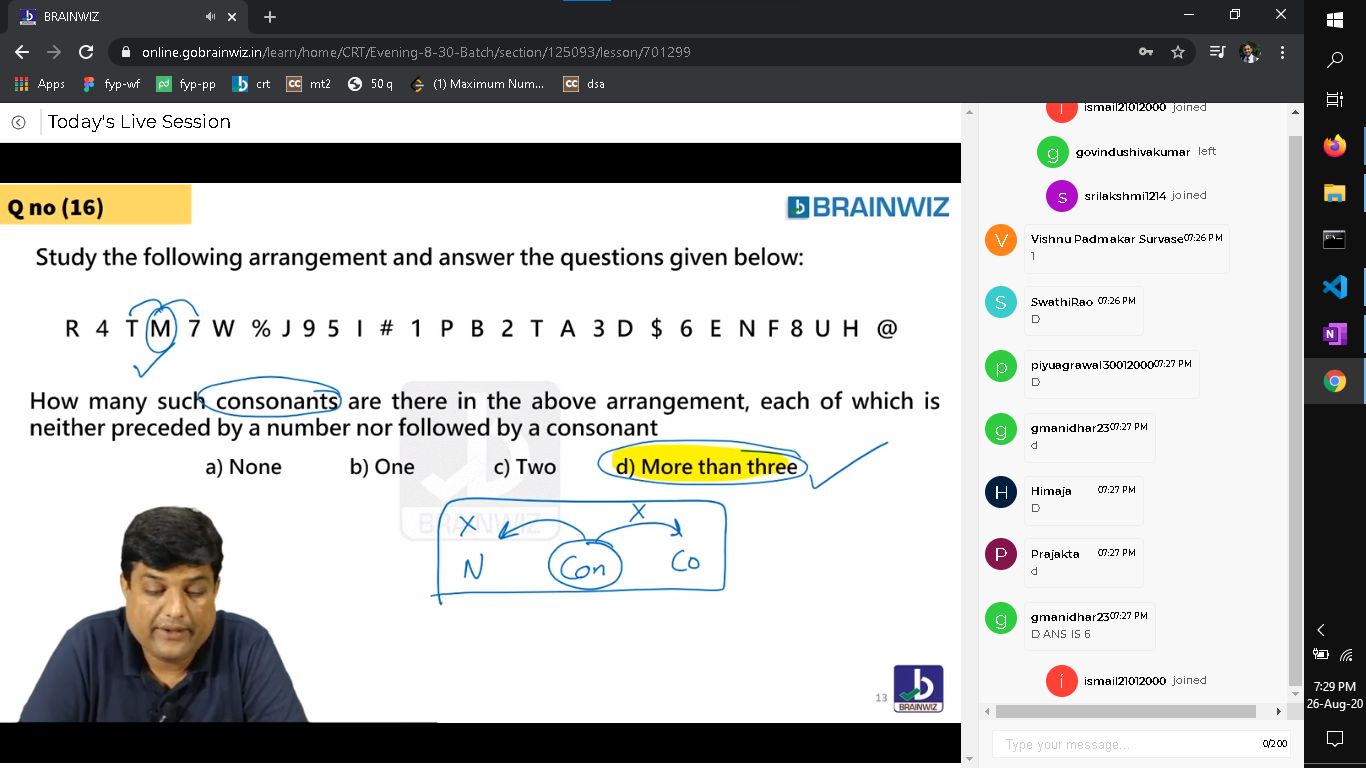 BRAINWIZ
online.gobrainwiz.in/learn/home/CRT/Evening-8-30-Batch/section/125093/lesson/701299
Apps fyp-wf fyp-pp crt CC mt2 50 q (1) Maximum Num... CC dsa
Today's Live Session
Q no (16)
BRAINWIZ
Study the following arrangement and answer the questions given below:
R 4 T M 7 W % J 9 5 I # 1 P B 2 T A 3 D $ 6 E N F 8 U H @
How many such consonants are there in the above arrangement, each of which is
neither preceded by a number nor followed by a consonant
a) None b) One c) Two d) More than three
BRAINWIZ
X X
N Con Co
13
BRAINWIZ
i ismail21012000 joined
g govindushivakumar left
s srilakshmi1214 joined
V Vishnu Padmakar Survase 07:26 PM
1
S SwathiRao 07:26 PM
D
p piyuagrawal30012000 07:27 PM
D
g gmanidhar23 07:27 PM
d
H Himaja 07:27 PM
D
P Prajakta 07:27 PM
d
g gmanidhar23 07:27 PM
D ANS IS 6
i ismail21012000 joined
Type your message... 0/200
7:29 PM
26-Aug-20